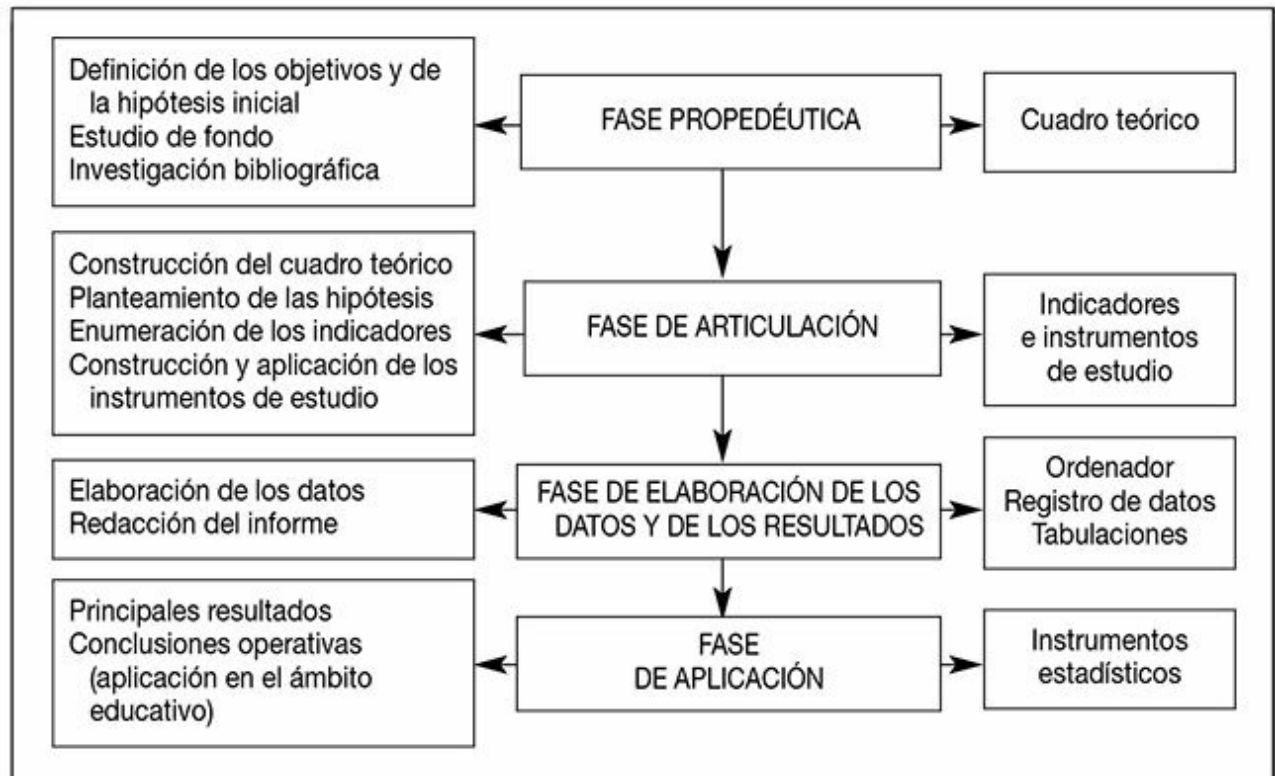 Definición de los objetivos y de
la hipótesis inicial
Estudio de fondo
Investigación bibliográfica
FASE PROPEDÉUTICA
Cuadro teórico
Construcción del cuadro teórico
Planteamiento de las hipótesis
Enumeración de los indicadores
Construcción y aplicación de los
instrumentos de estudio
FASE DE ARTICULACIÓN
Indicadores
e instrumentos
de estudio
Elaboración de los datos
Redacción del informe
FASE DE ELABORACIÓN DE LOS
DATOS Y DE LOS RESULTADOS
Ordenador
Registro de datos
Tabulaciones
Principales resultados
Conclusiones operativas
(aplicación en el ámbito
educativo)
FASE
DE APLICACIÓN
Instrumentos
estadísticos